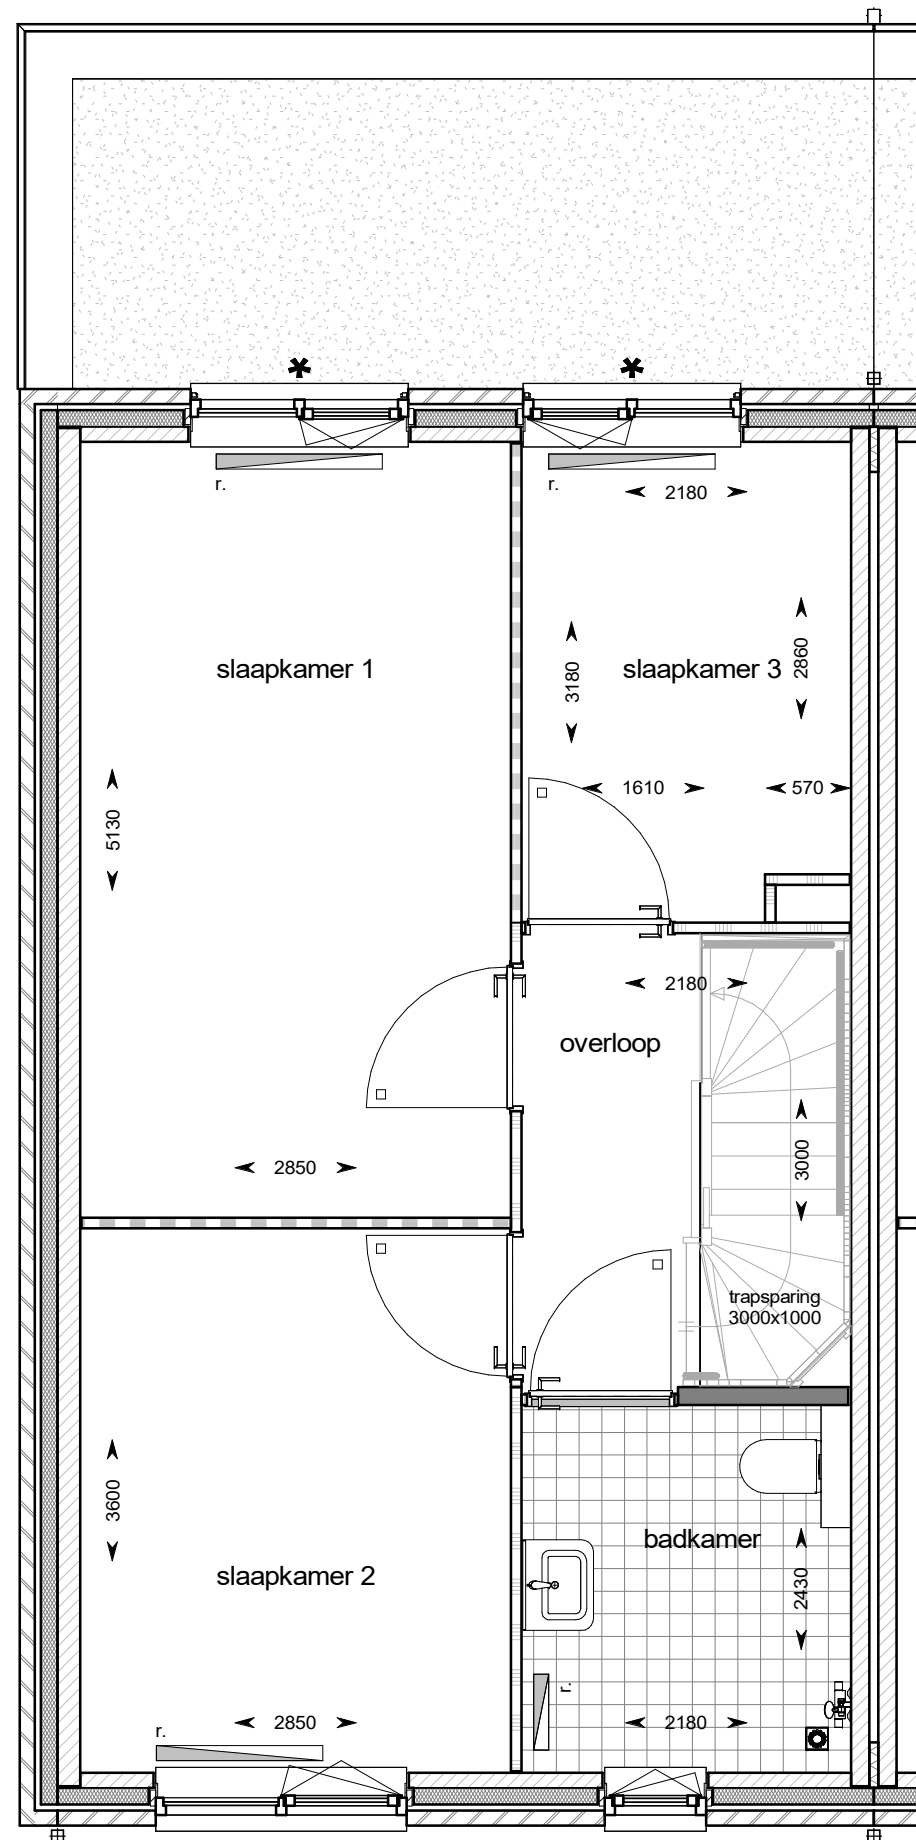 *
*
r.
r.
2180
slaapkamer 1
slaapkamer 3
3180
2860
1610
570
5130
2180
overloop
2850
3000
trapsparing
3000x1000
3600
badkamer
slaapkamer 2
2430
r.
r.
2850
2180